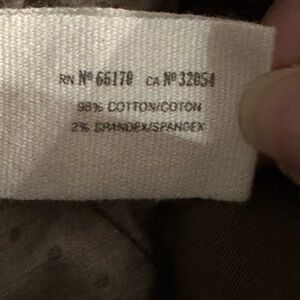 RN Nº 66170 CA Nº 32054
98% COTTON/COTON
2% SPANDEX/SPANDEX